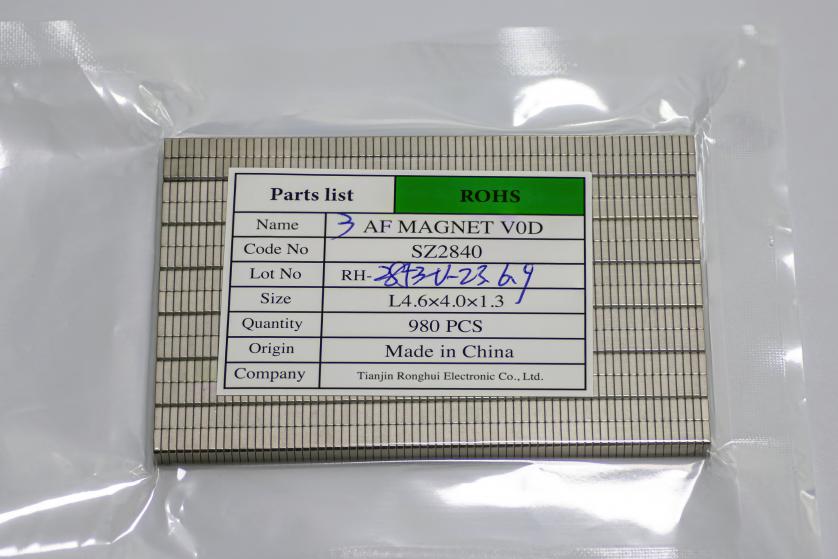 Parts list ROHS
Name 3 AF MAGNET V0D
Code No SZ2840
Lot No RH-
Size L4.6×4.0×1.3
Quantity 980 PCS
Origin Made in China
Company Tianjin Ronghui Electronic Co., Ltd.